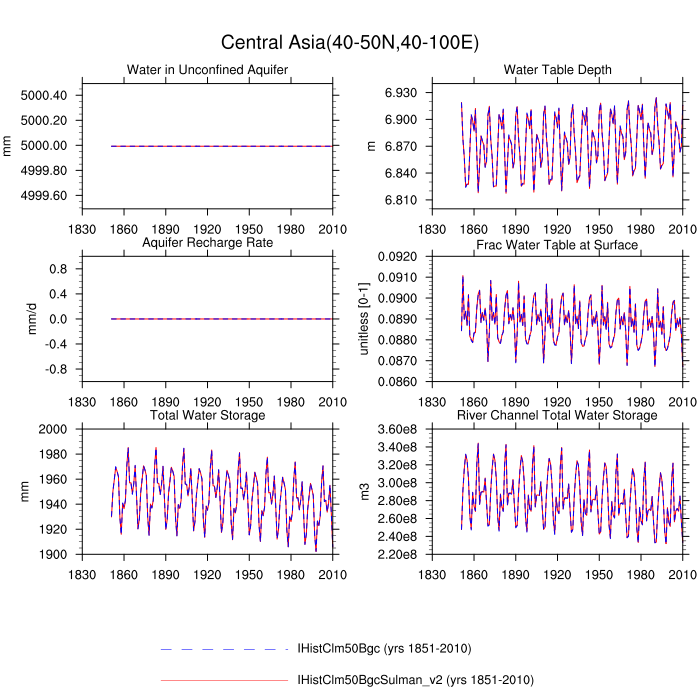 Central Asia(40-50N,40-100E)
Water in Unconfined Aquifer
Water Table Depth
mm
5000.40
5000.20
5000.00
4999.80
4999.60
1830 1860 1890 1920 1950 1980 2010
m
6.930
6.900
6.870
6.840
6.810
1830 1860 1890 1920 1950 1980 2010
Aquifer Recharge Rate
Frac Water Table at Surface
mm/d
0.8
0.4
0.0
-0.4
-0.8
1830 1860 1890 1920 1950 1980 2010
unitless [0-1]
0.0920
0.0910
0.0900
0.0890
0.0880
0.0870
0.0860
1830 1860 1890 1920 1950 1980 2010
Total Water Storage
River Channel Total Water Storage
mm
2000
1980
1960
1940
1920
1900
1830 1860 1890 1920 1950 1980 2010
m3
3.60e8
3.40e8
3.20e8
3.00e8
2.80e8
2.60e8
2.40e8
2.20e8
1830 1860 1890 1920 1950 1980 2010
IHistClm50Bgc (yrs 1851-2010)
IHistClm50BgcSulman_v2 (yrs 1851-2010)